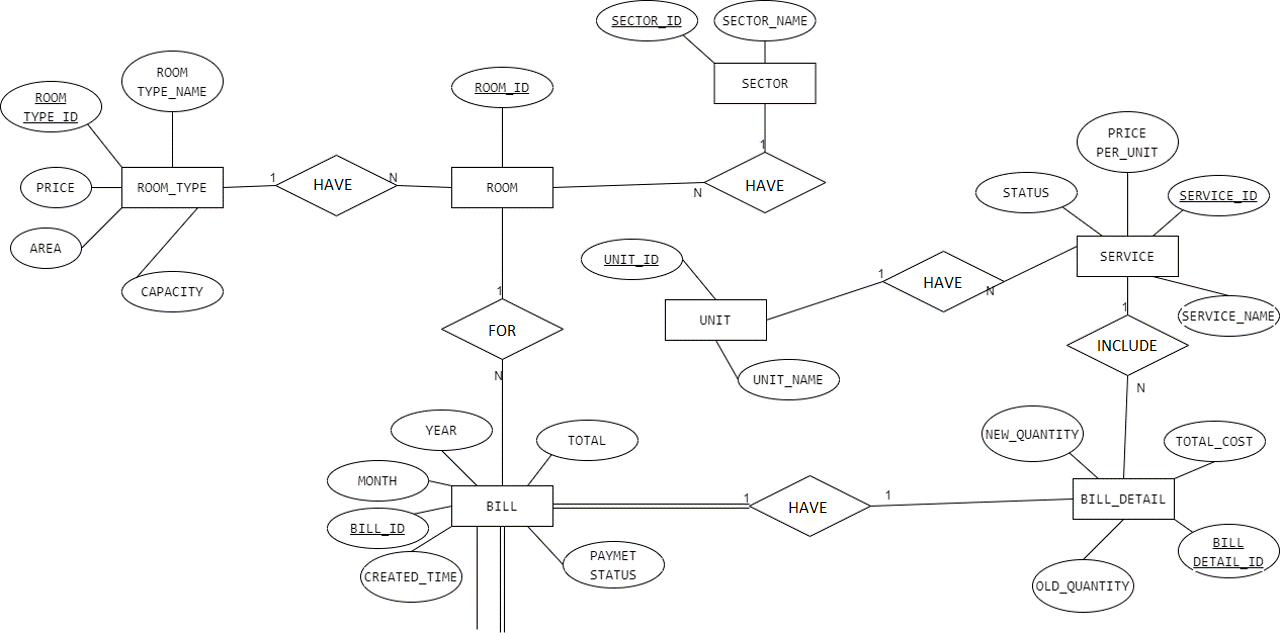 SECTOR_ID
SECTOR_NAME
ROOM
TYPE_NAME
SECTOR
ROOM_ID
ROOM
TYPE_ID
PRICE
PER_UNIT
1
1
HAVE
N
PRICE
ROOM_TYPE
ROOM
N
HAVE
STATUS
SERVICE_ID
AREA
UNIT_ID
SERVICE
1
HAVE
N
CAPACITY
1
UNIT
1
SERVICE_NAME
FOR
INCLUDE
N
UNIT_NAME
N
YEAR
TOTAL
NEW_QUANTITY
TOTAL_COST
MONTH
BILL
1
HAVE
1
BILL_DETAIL
BILL_ID
PAYMET
STATUS
BILL
DETAIL_ID
CREATED_TIME
OLD_QUANTITY